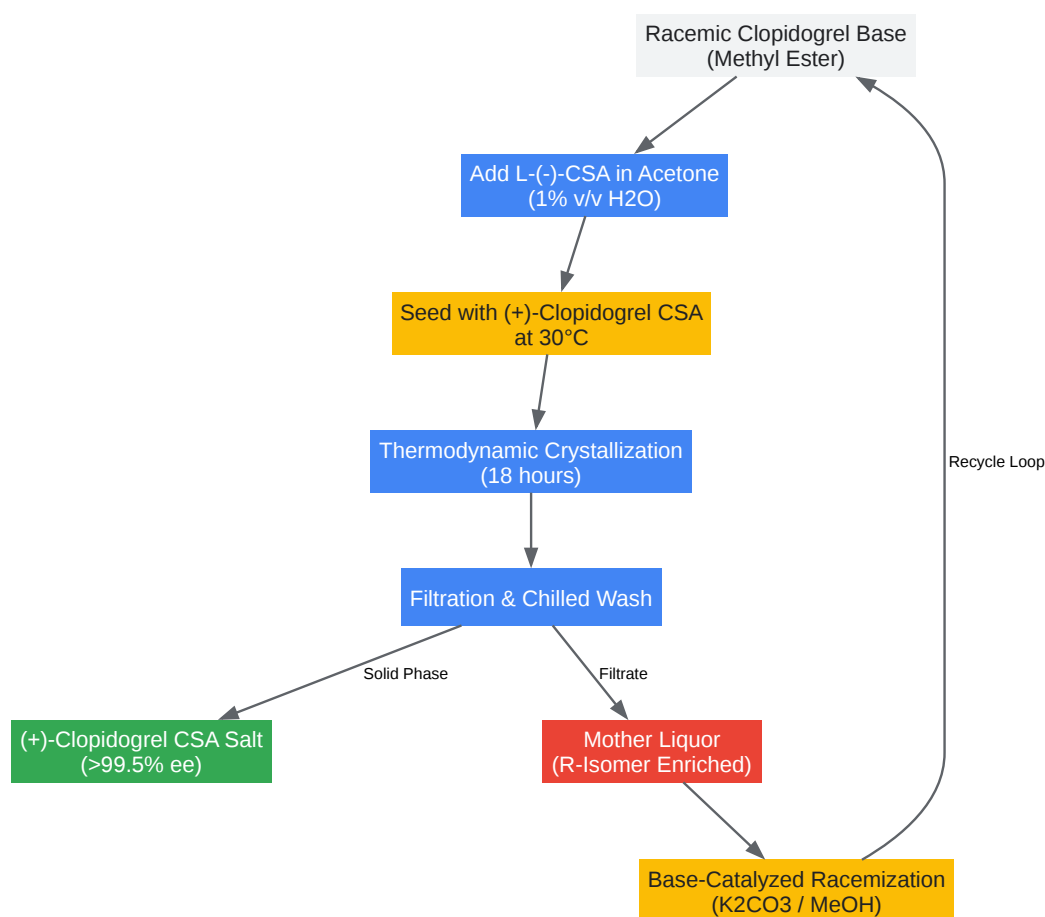 Racemic Clopidogrel Base
(Methyl Ester)
Add L-(-)-CSA in Acetone
(1% v/v H2O)
Seed with (+)-Clopidogrel CSA
at 30°C
Thermodynamic Crystallization
(18 hours)
Recycle Loop
Filtration & Chilled Wash
Solid Phase
Filtrate
(+)-Clopidogrel CSA Salt
(>99.5% ee)
Mother Liquor
(R-Isomer Enriched)
Base-Catalyzed Racemization
(K2CO3 / MeOH)